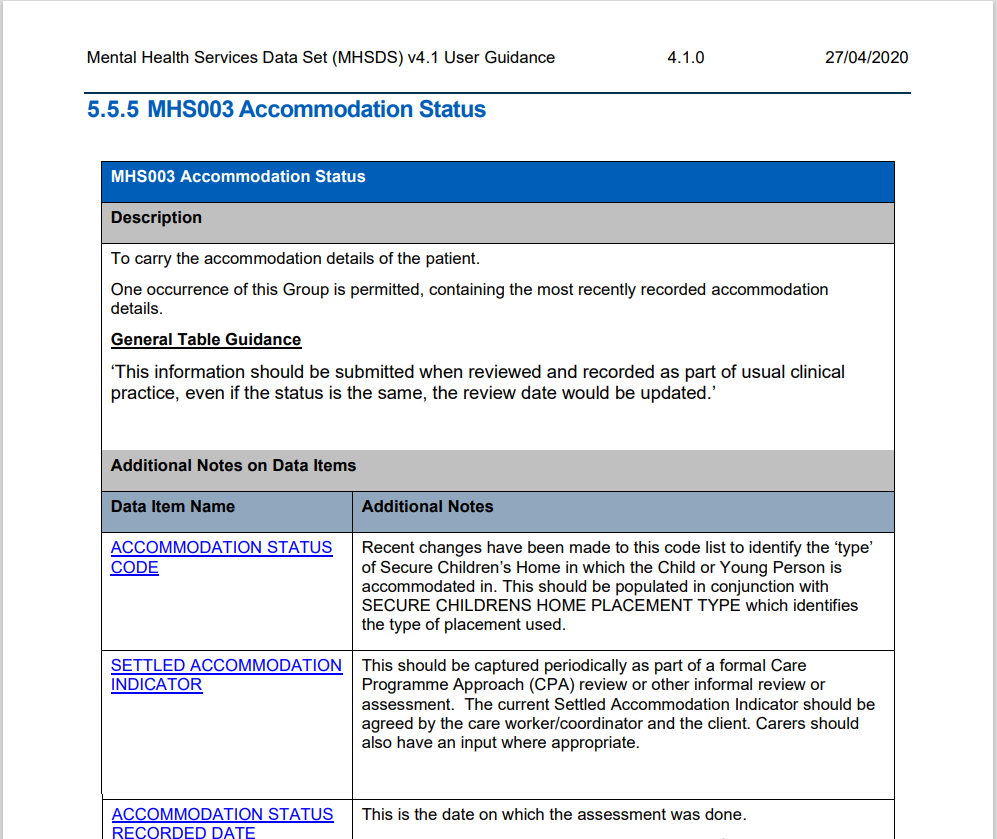 Mental Health Services Data Set (MHSDS) v4.1 User Guidance 4.1.0 27/04/2020
5.5.5 MHS003 Accommodation Status
MHS003 Accommodation Status
Description
To carry the accommodation details of the patient.
One occurrence of this Group is permitted, containing the most recently recorded accommodation
details.
General Table Guidance
‘This information should be submitted when reviewed and recorded as part of usual clinical
practice, even if the status is the same, the review date would be updated.’
Additional Notes on Data Items
Data Item Name Additional Notes
ACCOMMODATION STATUS
CODE
Recent changes have been made to this code list to identify the ‘type’
of Secure Children’s Home in which the Child or Young Person is
accommodated in. This should be populated in conjunction with
SECURE CHILDRENS HOME PLACEMENT TYPE which identifies
the type of placement used.
SETTLED ACCOMMODATION
INDICATOR
This should be captured periodically as part of a formal Care
Programme Approach (CPA) review or other informal review or
assessment.  The current Settled Accommodation Indicator should be
agreed by the care worker/coordinator and the client. Carers should
also have an input where appropriate.
ACCOMMODATION STATUS
RECORDED DATE
This is the date on which the assessment was done.